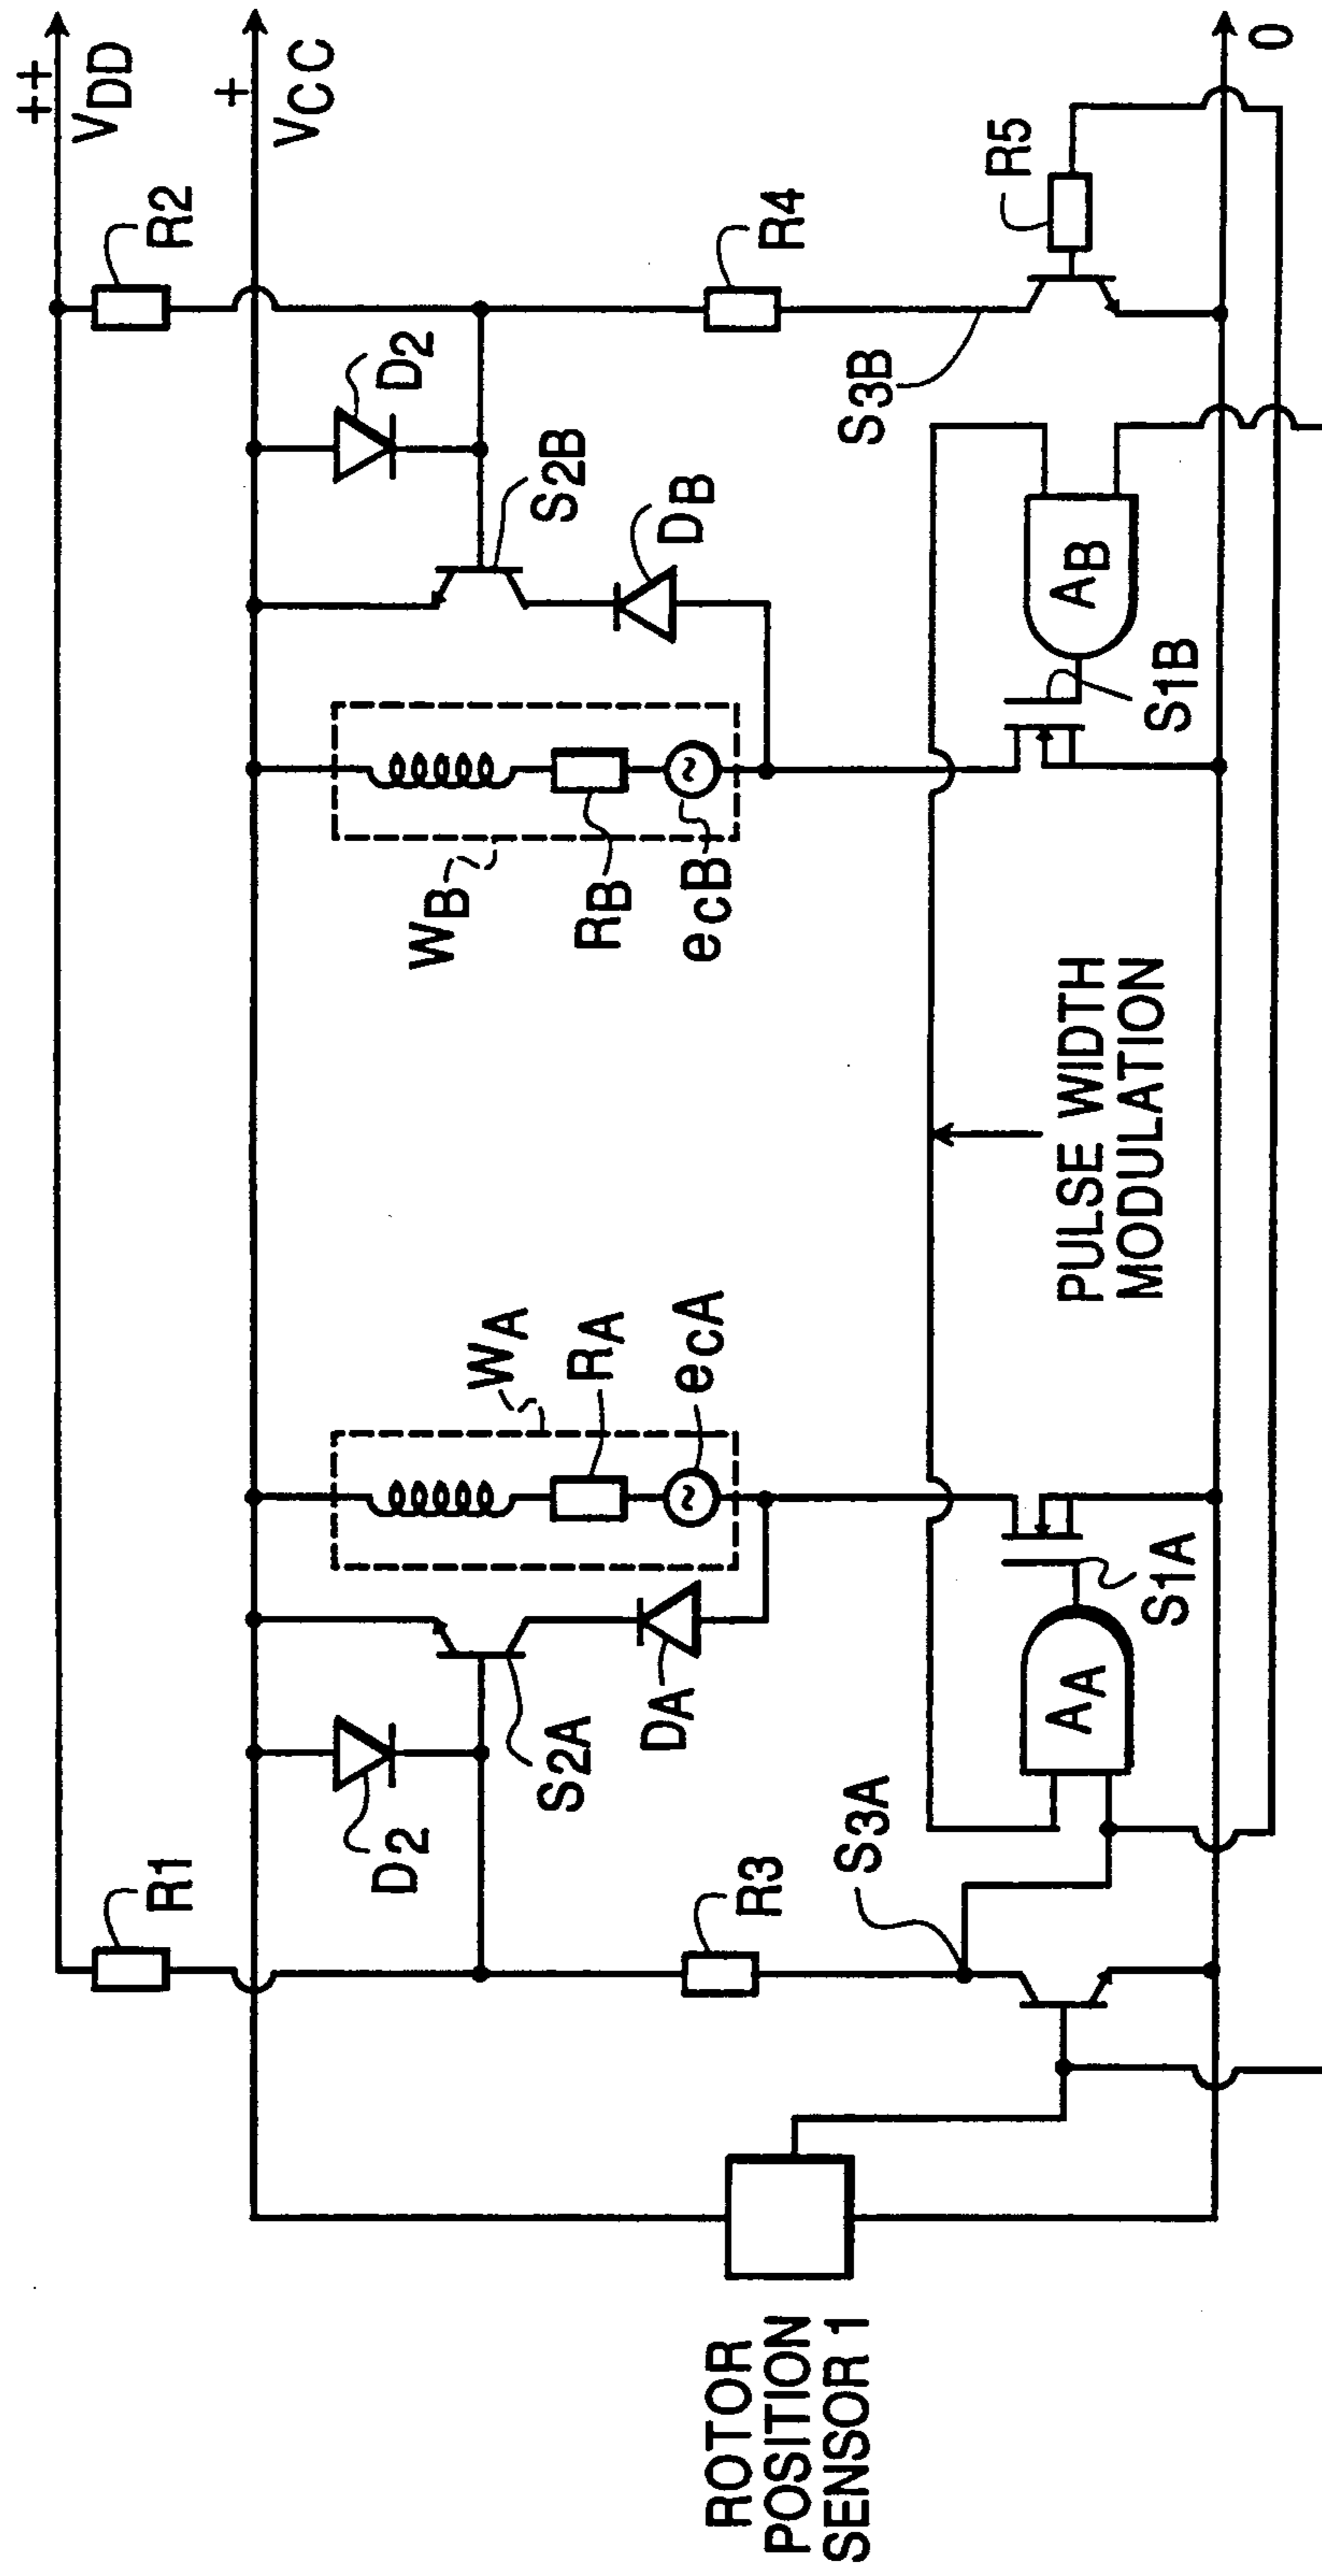 ++
VDD
+
VCC
0
R1
R2
D2
D2
S2A
S2B
DA
DB
WA
RA
ecA
WB
RB
ecB
R3
R4
S3A
S3B
R5
AA
AB
S1A
S1B
PULSE WIDTH
MODULATION
ROTOR
POSITION
SENSOR 1